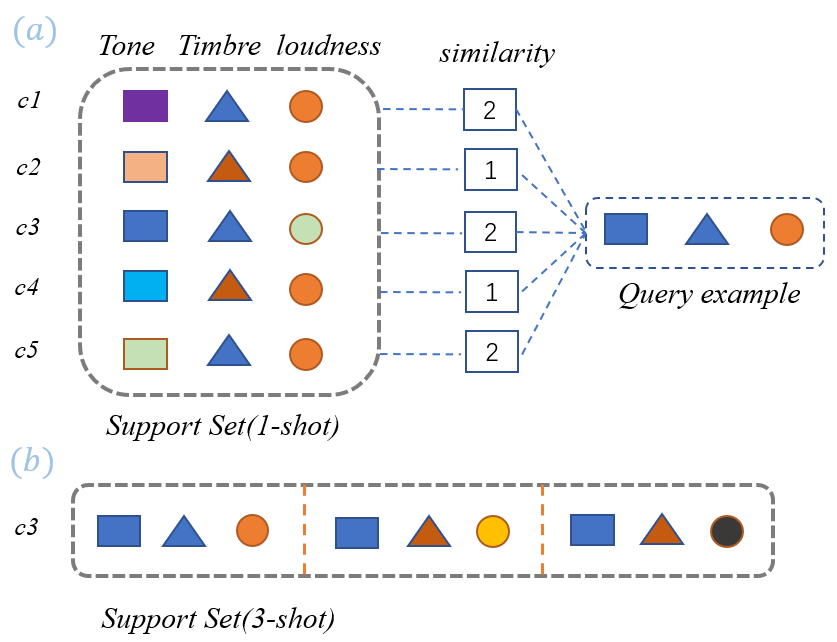 (a)
Tone Timbre loudness
similarity
c1
2
c2
1
c3
2
c4
1
c5
2
Query example
Support Set(1-shot)
(b)
c3
Support Set(3-shot)